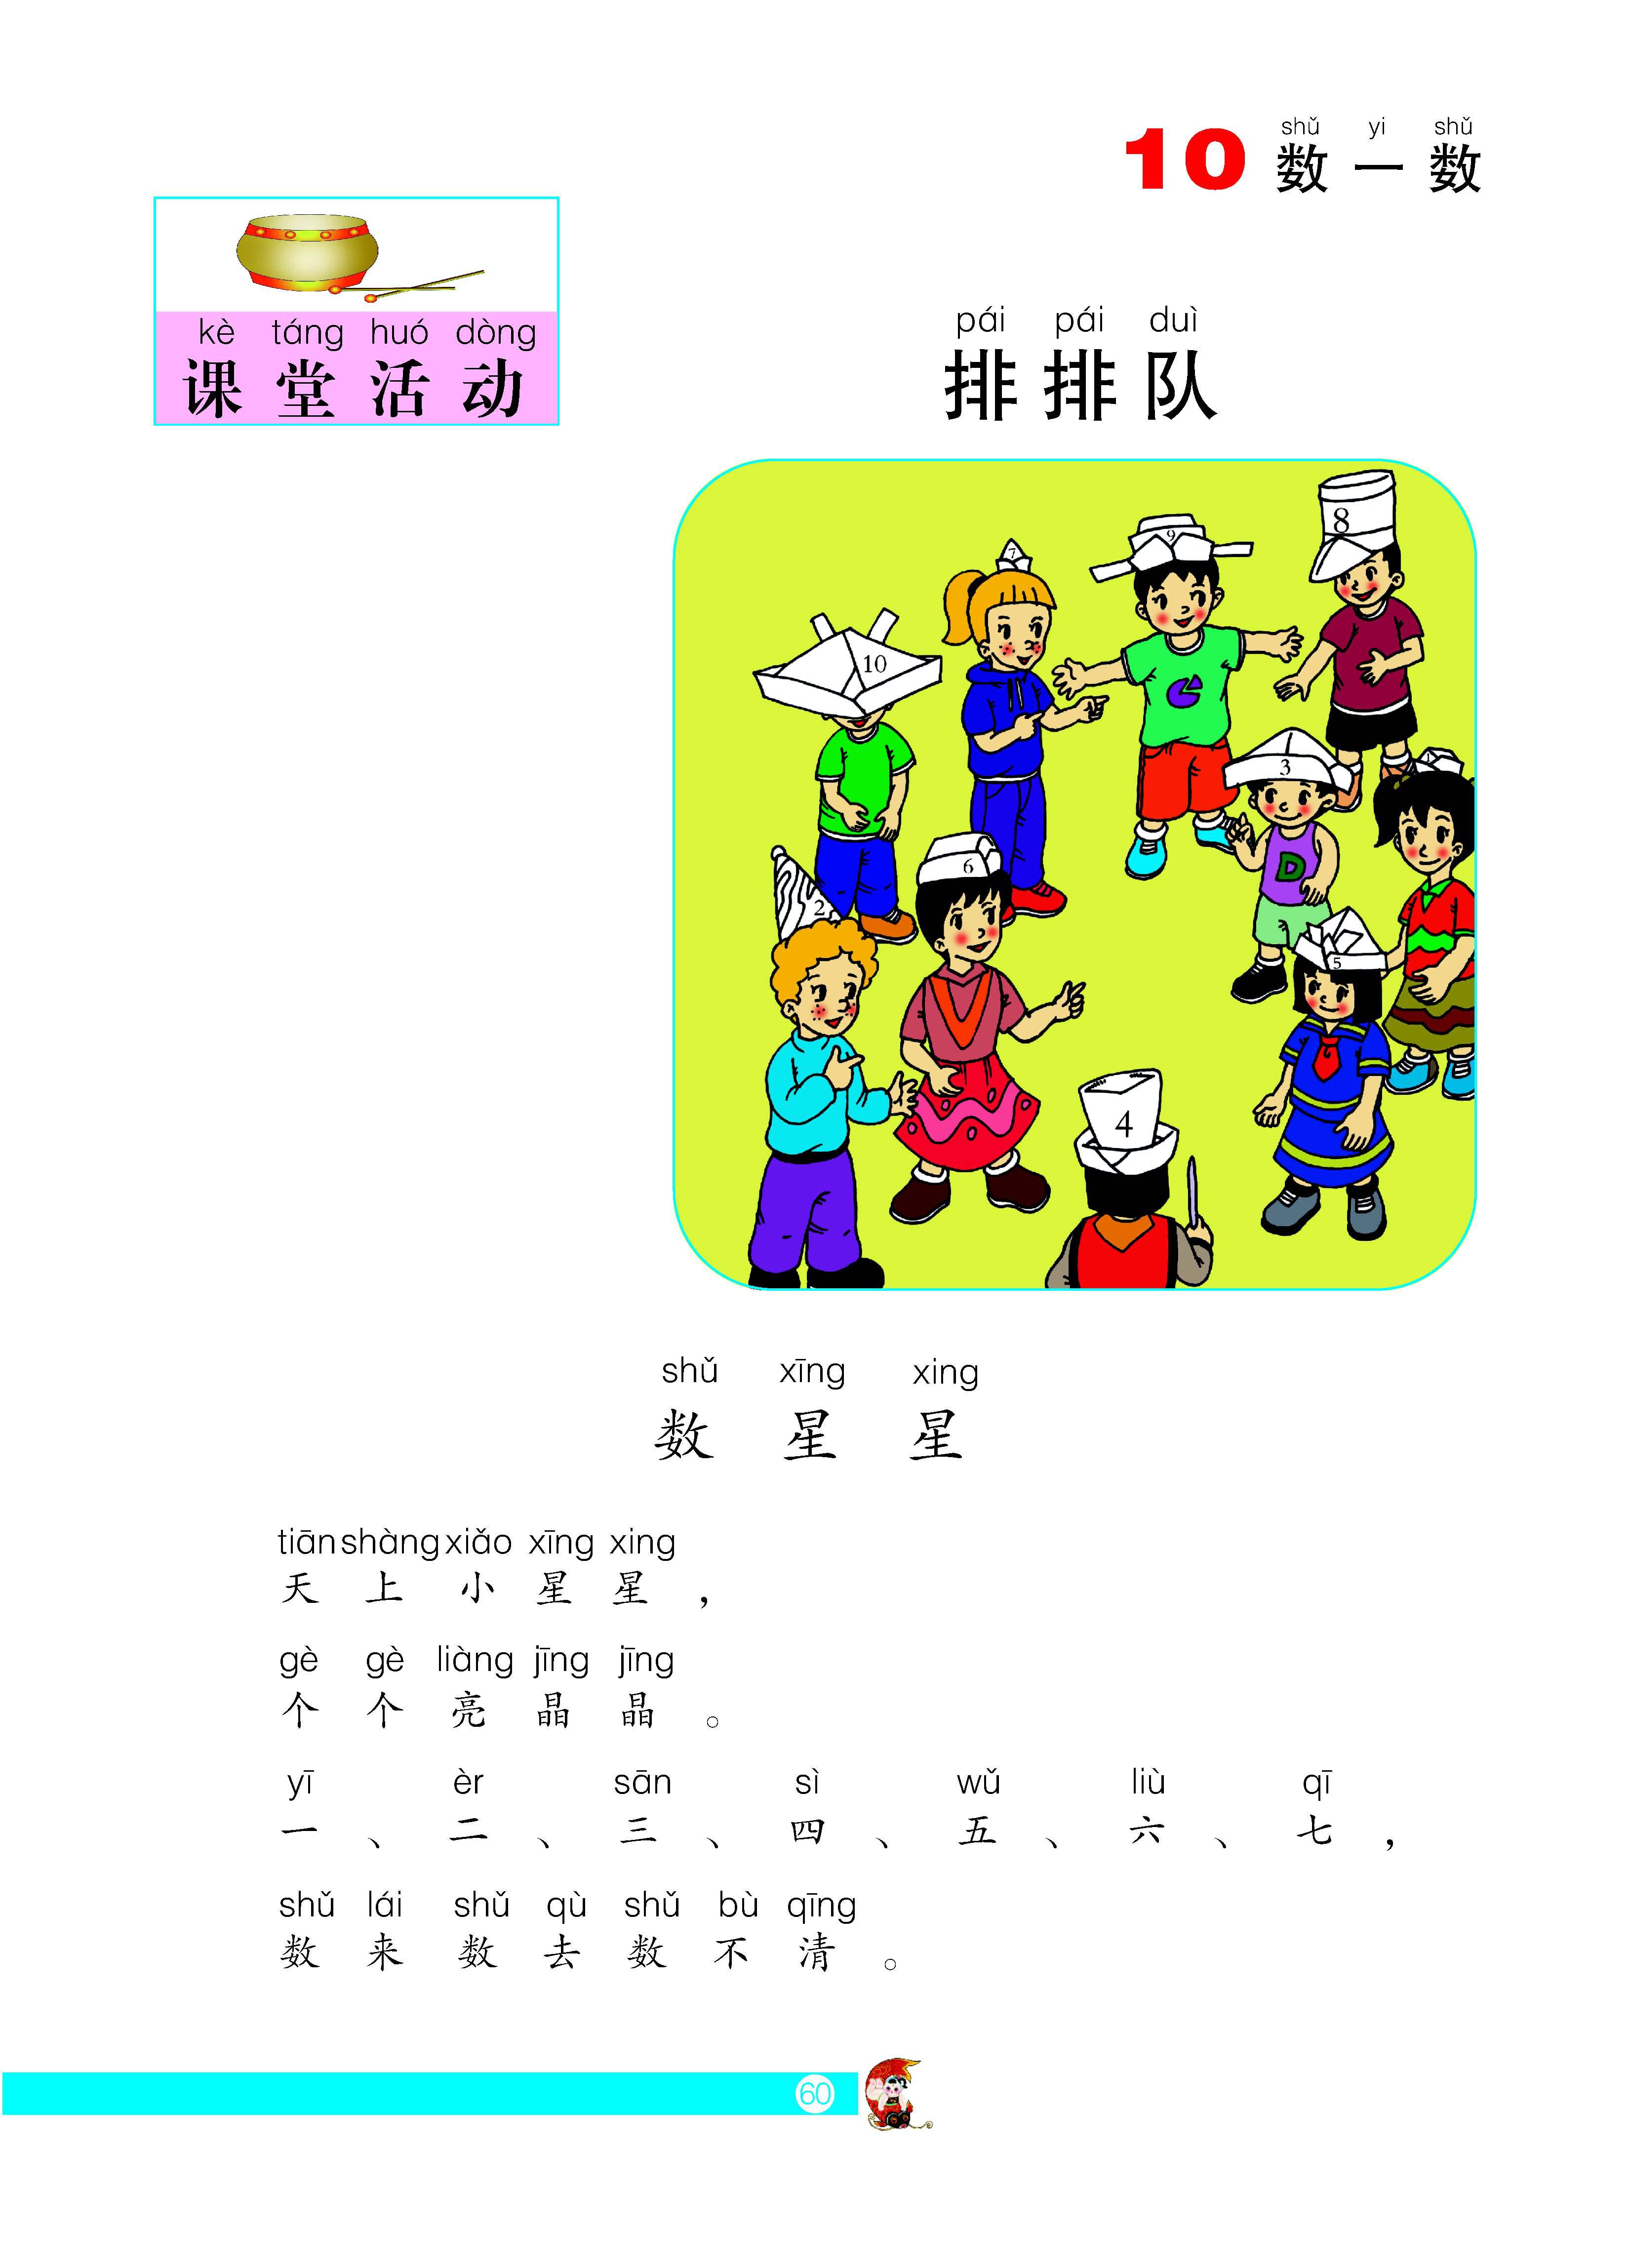 shǔ yi shǔ
10 数一数
kè táng huó dòng
课堂活动
pái pái duì
排排队
8
9
7
10
3
1
6
2
5
4
shǔ xīng xing
数星星
tiān shàng xiǎo xīng xing
天上小星星，
gè gè liàng jīng jīng
个个亮晶晶。
yī èr sān sì wǔ liù qī
一、二、三、四、五、六、七，
shǔ lái shǔ qù shǔ bù qīng
数来数去数不清。
60